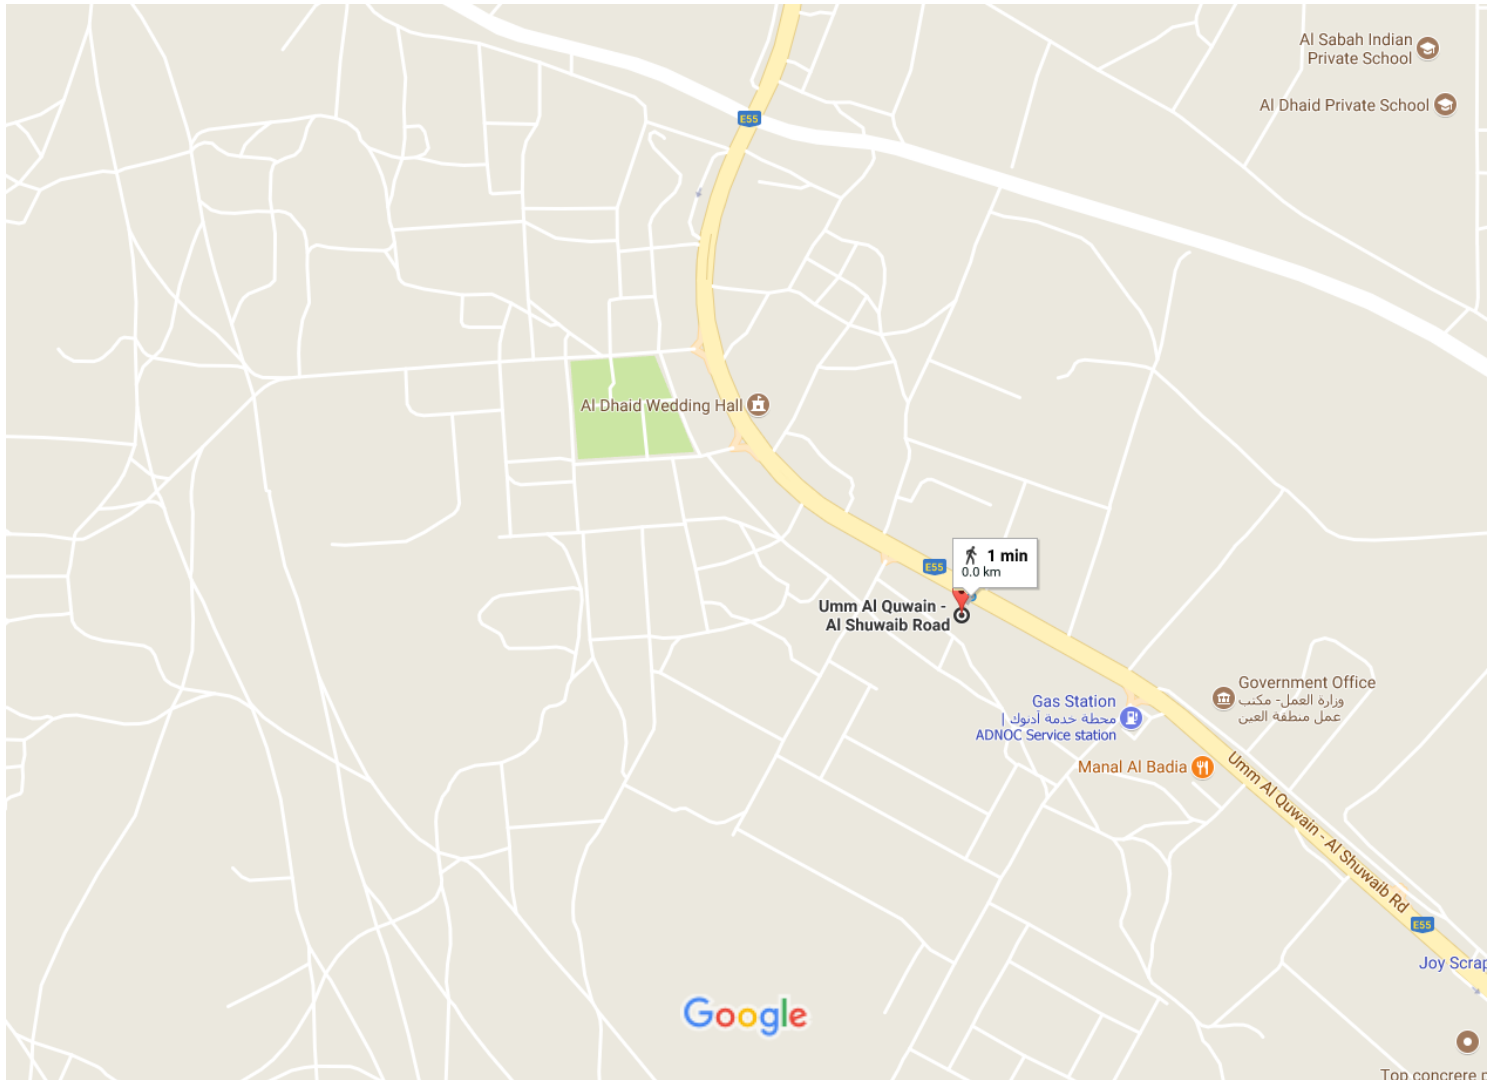 Al Sabah Indian
Private School
Al Dhaid Private School
E55
Al Dhaid Wedding Hall
E55
1 min
0.0 km
Umm Al Quwain -
Al Shuwaib Road
Government Office
وزارة العمل- مكتب
عمل منطقة العين
Gas Station
محطة خدمة أدنوك |
ADNOC Service station
Manal Al Badia
Umm Al Quwain - Al Shuwaib Rd
E55
Joy Scrap
Google
Top concrere p